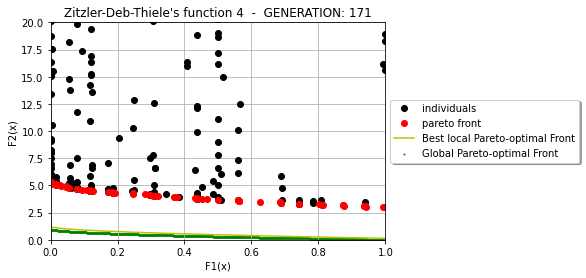 Zitzler-Deb-Thiele's function 4 - GENERATION: 171
20.0
17.5
15.0
12.5
10.0
7.5
5.0
2.5
0.0
F2(x)
0.0 0.2 0.4 0.6 0.8 1.0
F1(x)
individuals
pareto front
Best local Pareto-optimal Front
Global Pareto-optimal Front